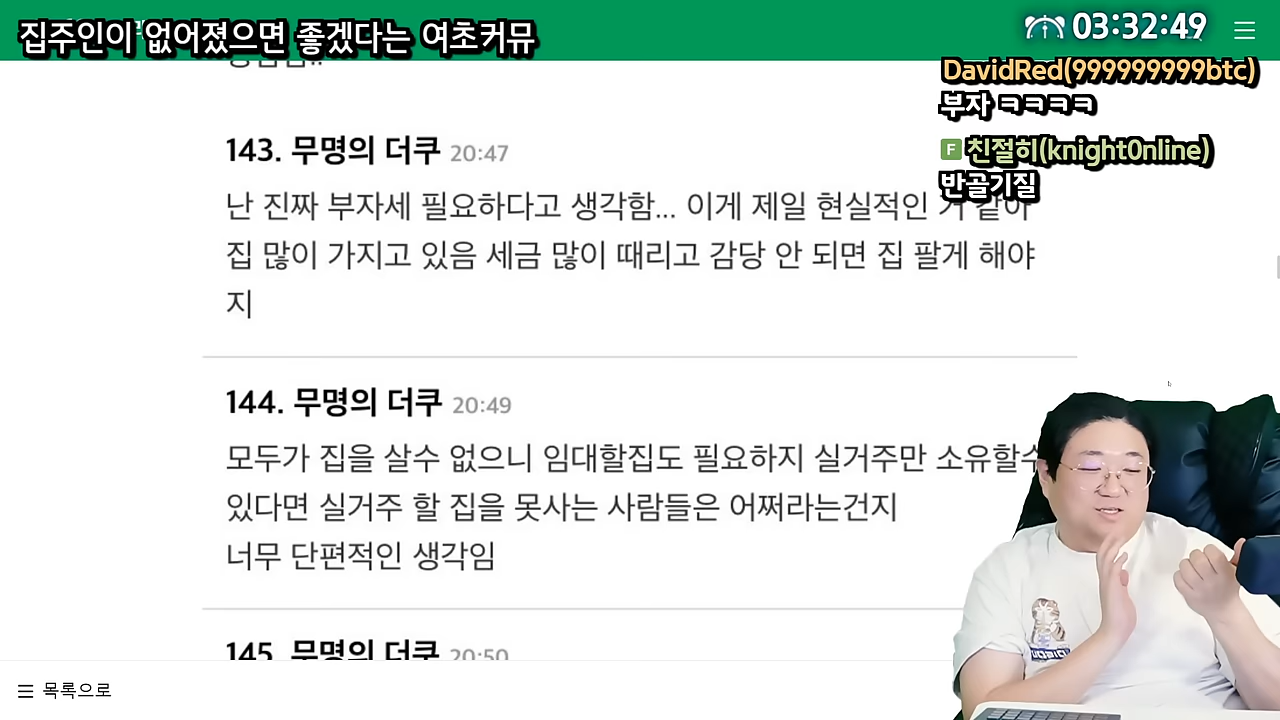 집주인이 없어졌으면 좋겠다는 여초커뮤
03:32:49
DavidRed(999999999btc)
부자 ㅋㅋㅋㅋ
F 친절히(knight0nline)
반골기질
143. 무명의 더쿠 20:47
난 진짜 부자세 필요하다고 생각함... 이게 제일 현실적인 거 같아
집 많이 가지고 있음 세금 많이 때리고 감당 안 되면 집 팔게 해야
지
144. 무명의 더쿠 20:49
모두가 집을 살수 없으니 임대할집도 필요하지 실거주만 소유할수
있다면 실거주 할 집을 못사는 사람들은 어쩌라는건지
너무 단편적인 생각임
145. 무명의 더쿠 20:50
목록으로